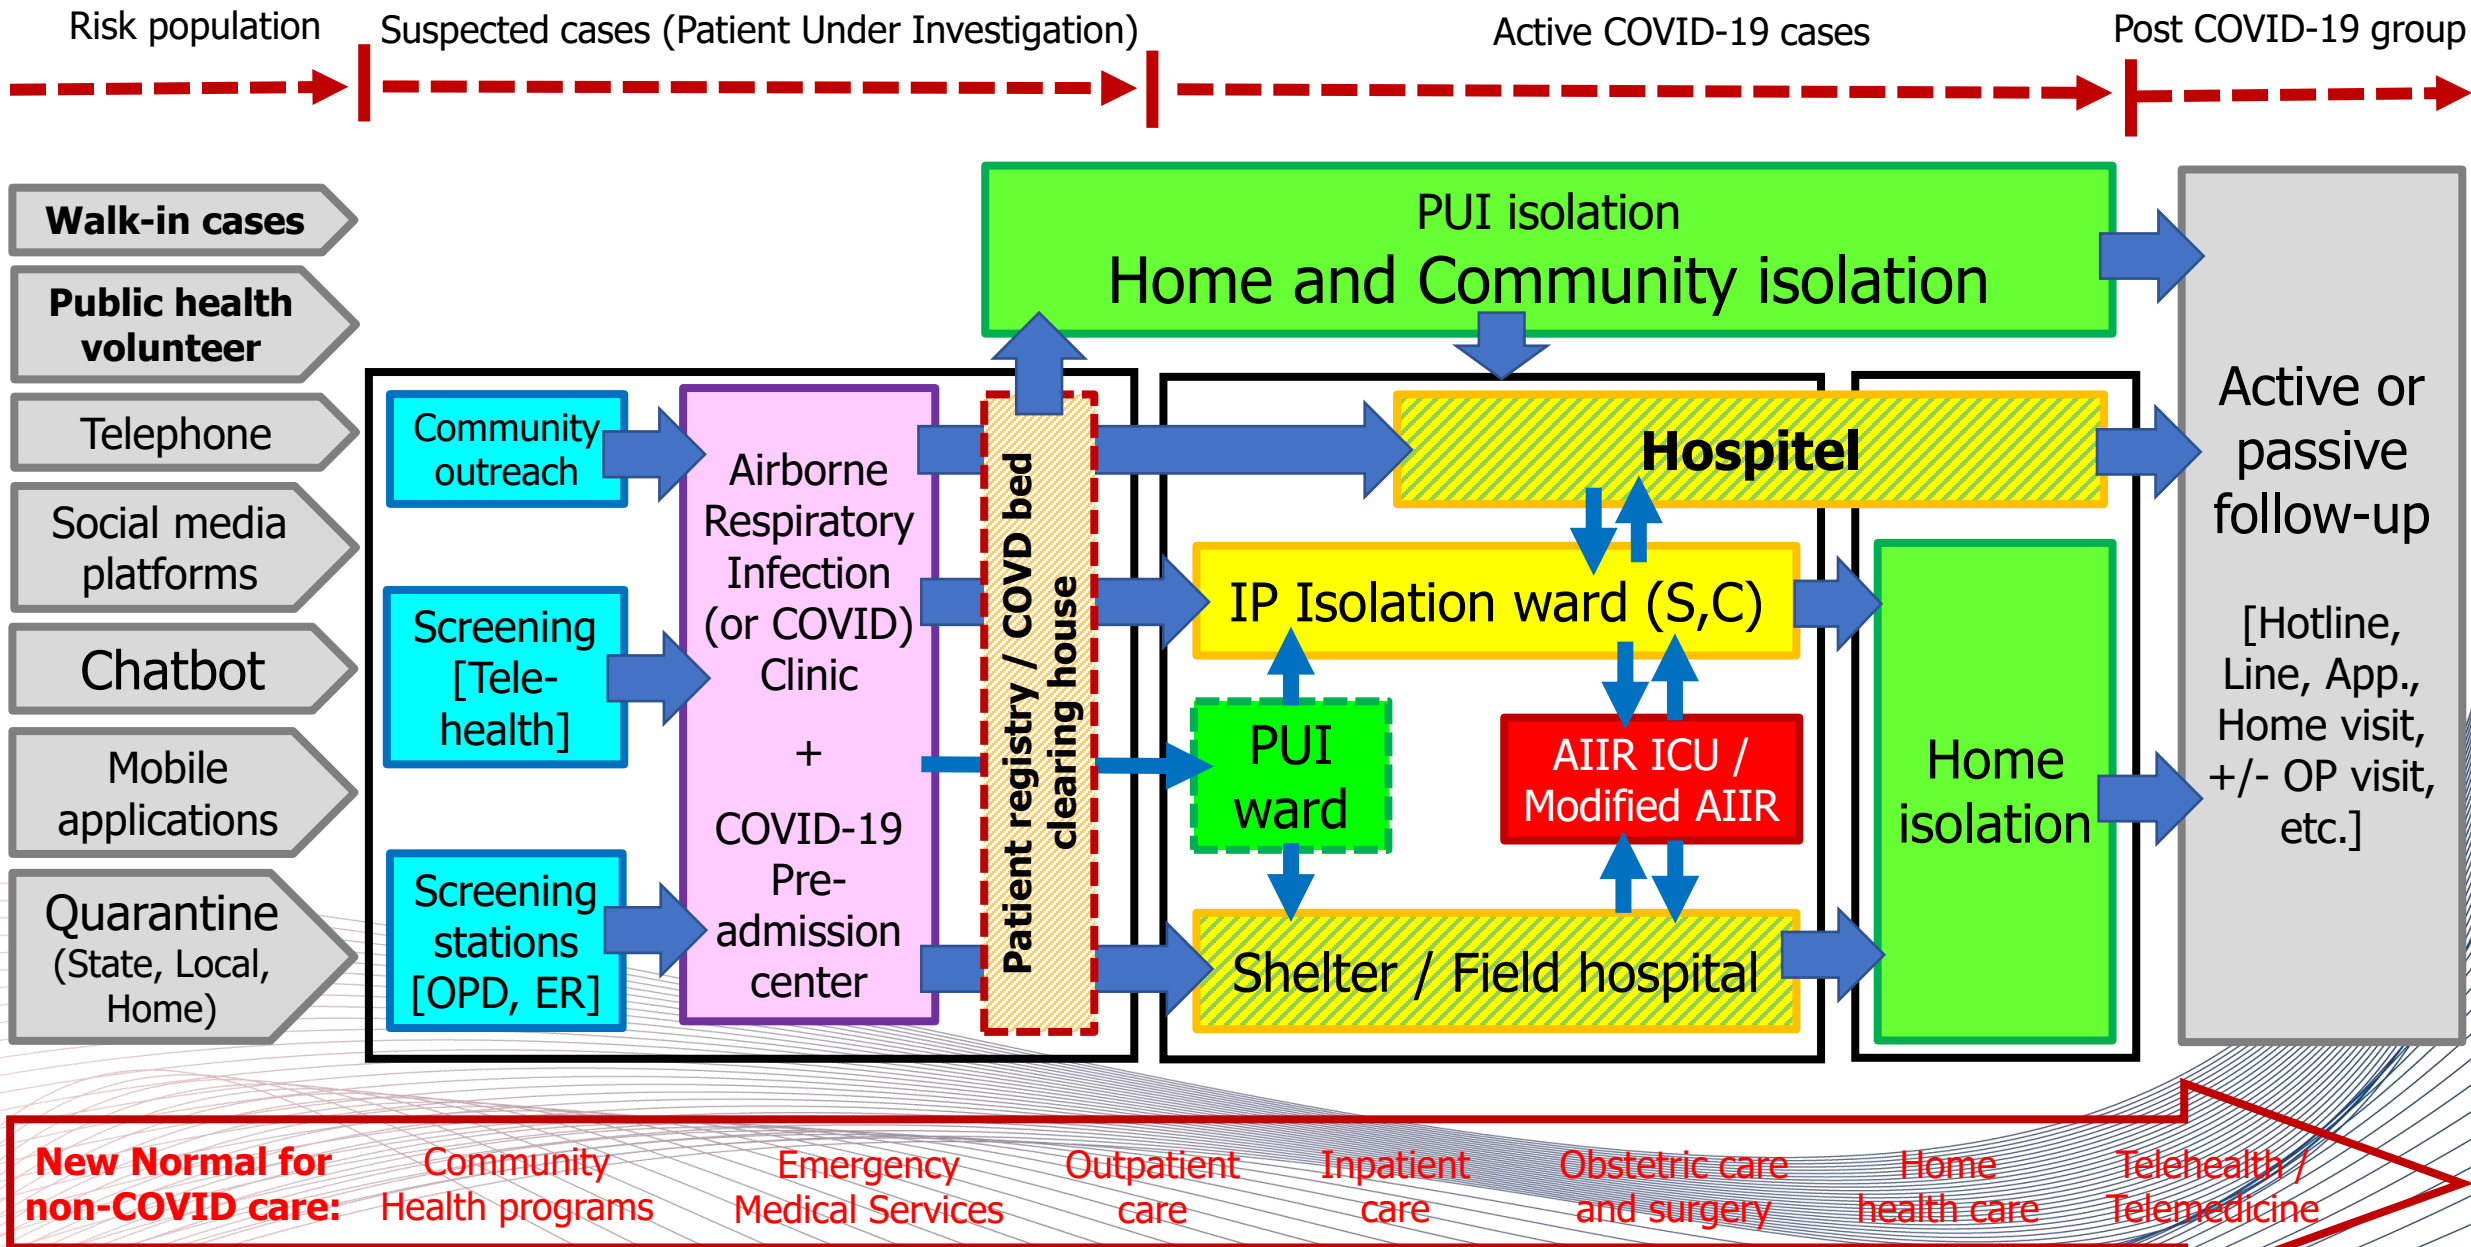 Risk population
Suspected cases (Patient Under Investigation)
Active COVID-19 cases
Post COVID-19 group
Walk-in cases
Public health
volunteer
Telephone
Social media
platforms
Chatbot
Mobile
applications
Quarantine
(State, Local,
Home)
Community
outreach
Screening
[Tele-
health]
Screening
stations
[OPD, ER]
Airborne
Respiratory
Infection
(or COVID)
Clinic
+
COVID-19
Pre-
admission
center
Patient registry / COVD bed
clearing house
PUI isolation
Home and Community isolation
Hospitel
IP Isolation ward (S,C)
PUI
ward
AIIR ICU /
Modified AIIR
Shelter / Field hospital
Home
isolation
Active or
passive
follow-up
[Hotline,
Line, App.,
Home visit,
+/- OP visit,
etc.]
New Normal for
non-COVID care:
Community
Health programs
Emergency
Medical Services
Outpatient
care
Inpatient
care
Obstetric care
and surgery
Home
health care
Telehealth /
Telemedicine